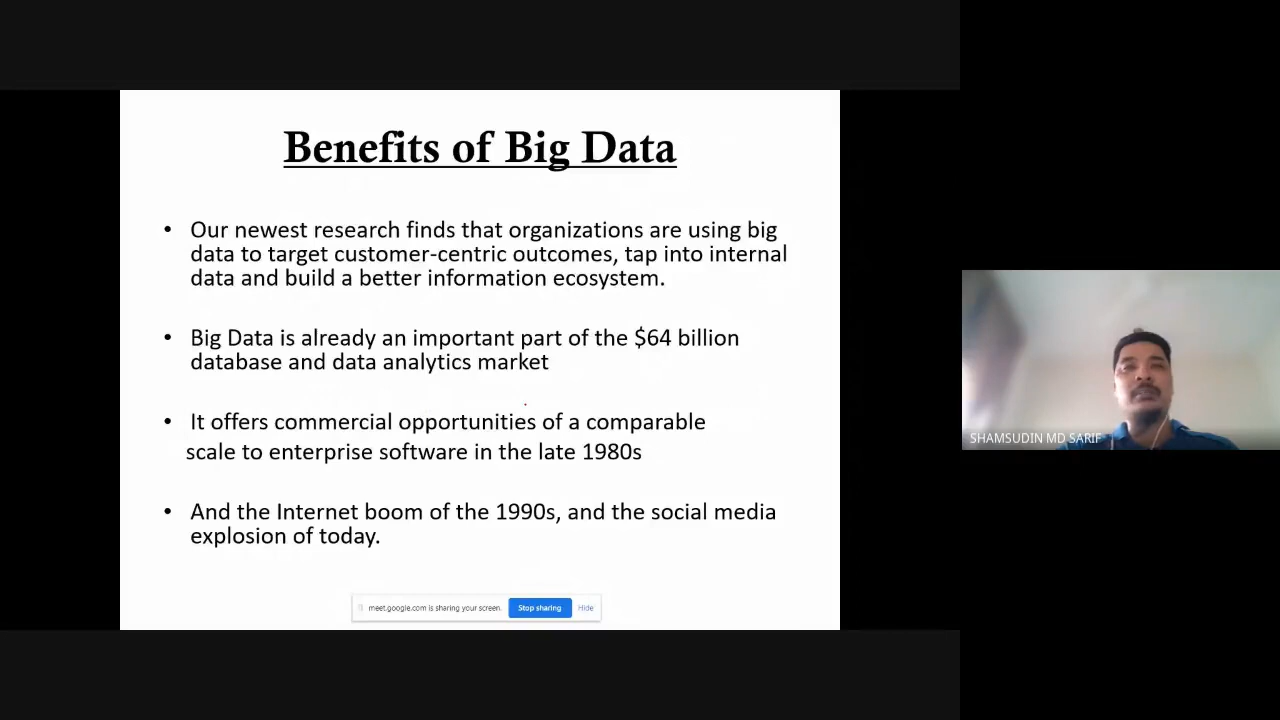 Benefits of Big Data
• Our newest research finds that organizations are using big
data to target customer-centric outcomes, tap into internal
data and build a better information ecosystem.
• Big Data is already an important part of the $64 billion
database and data analytics market
• It offers commercial opportunities of a comparable
scale to enterprise software in the late 1980s
• And the Internet boom of the 1990s, and the social media
explosion of today.
meet.google.com is sharing your screen. Stop sharing Hide
SHAMSUDIN MD SARIF